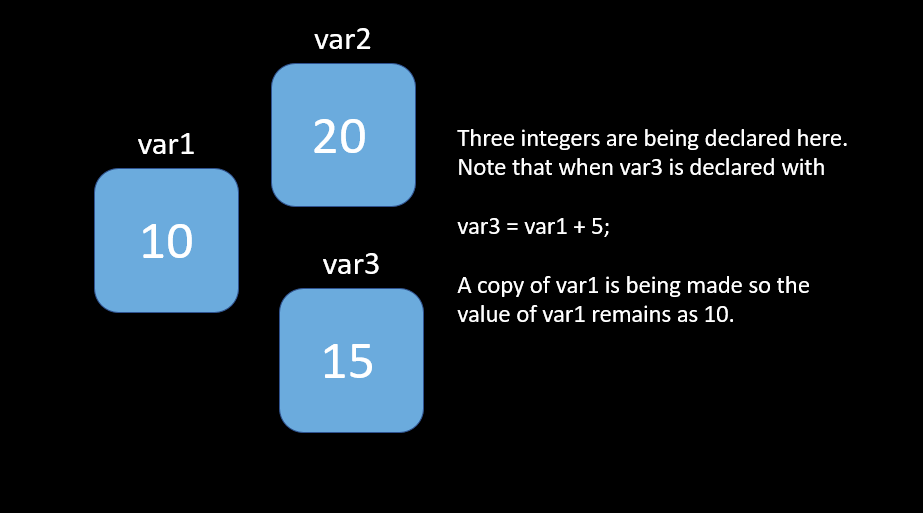 var2
20
var1
10
var3
15
Three integers are being declared here.
Note that when var3 is declared with
var3 = var1 + 5;
A copy of var1 is being made so the
value of var1 remains as 10.